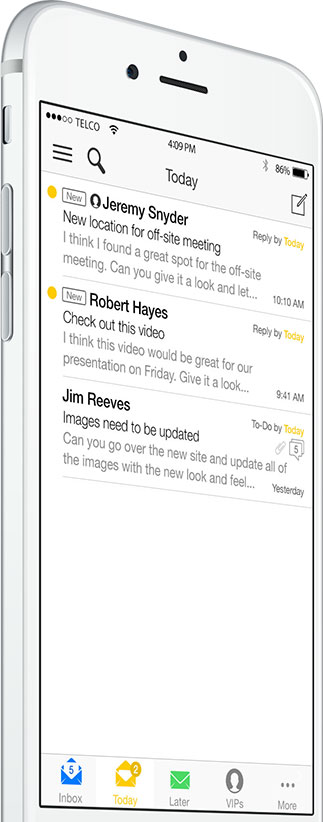 TELCO
4:09 PM
86%
Today
New Jeremy Snyder
New location for off-site meeting
Reply by Today
I think I found a great spot for the off-site
meeting. Can you give it a look and let...
10:10 AM
New Robert Hayes
Check out this video
Reply by Today
I think this video would be great for our
presentation on Friday. Give it a look...
9:41 AM
Jim Reeves
Images need to be updated
To-Do by Today
5
Can you go over the new site and update all of
the images with the new look and feel...
Yesterday
5
2
Inbox
Today
Later
VIPs
More